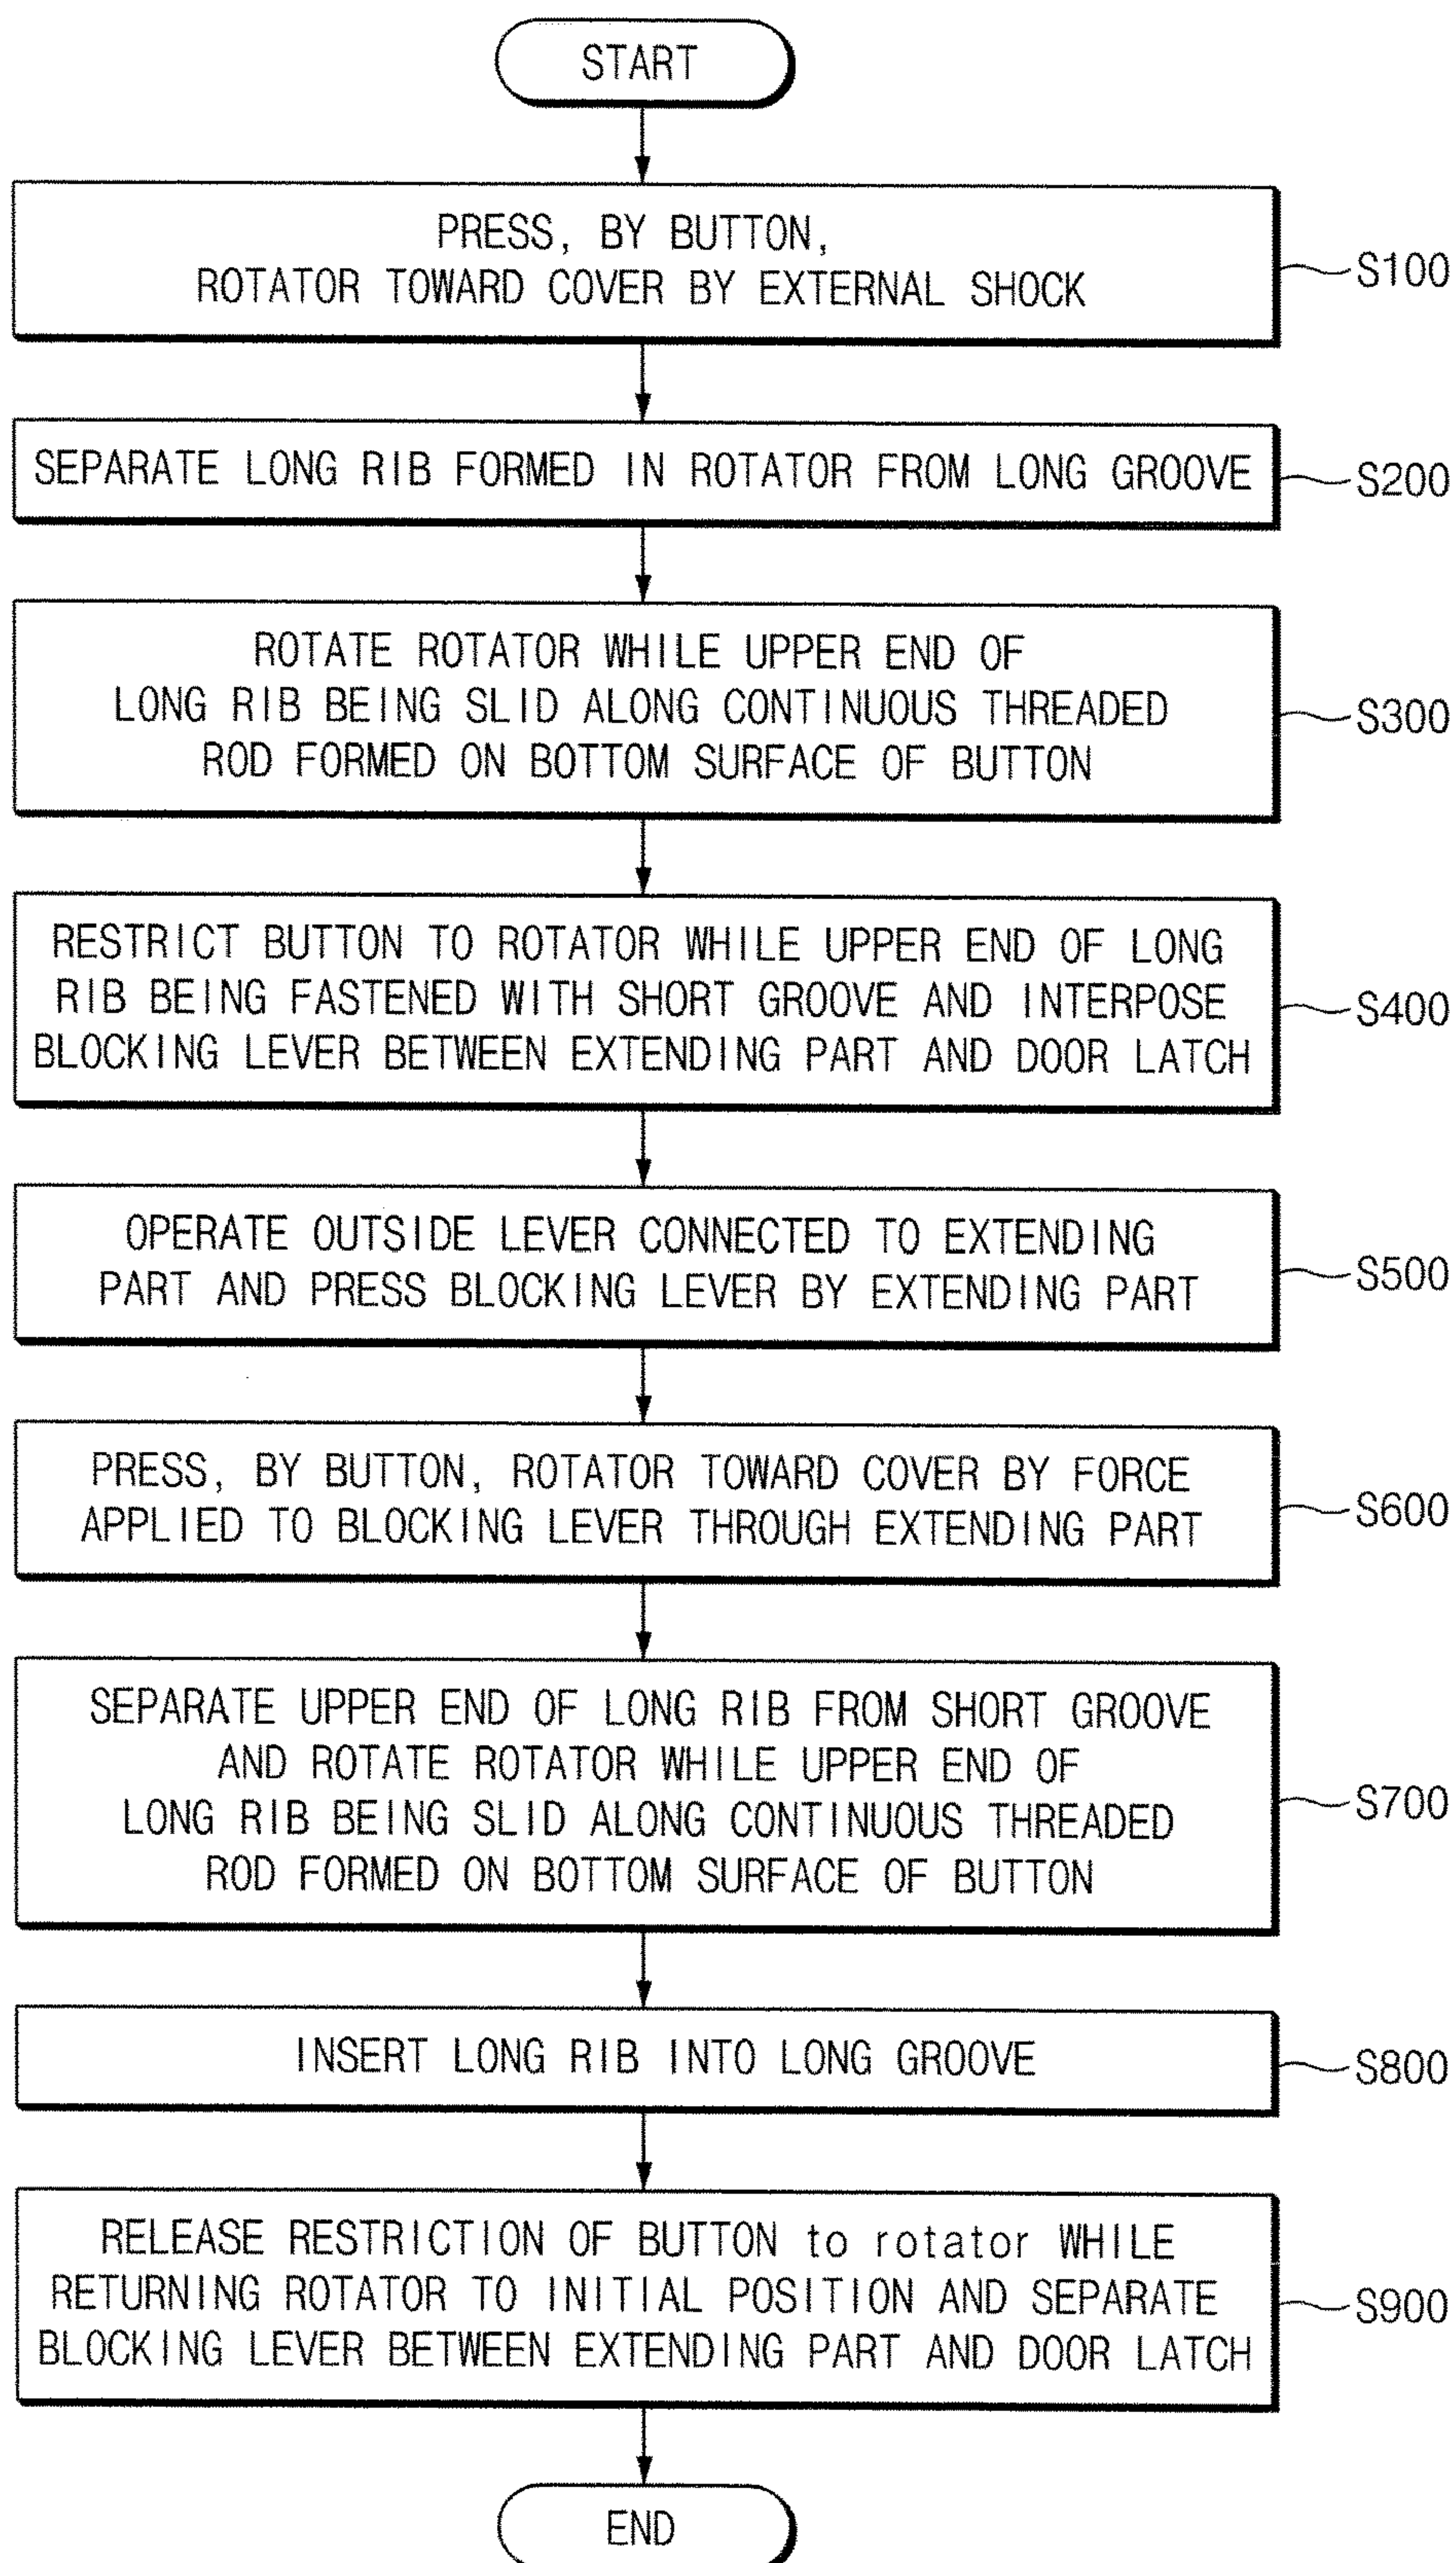 START
PRESS, BY BUTTON,
ROTATOR TOWARD COVER BY EXTERNAL SHOCK
S100
SEPARATE LONG RIB FORMED IN ROTATOR FROM LONG GROOVE
S200
ROTATE ROTATOR WHILE UPPER END OF
LONG RIB BEING SLID ALONG CONTINUOUS THREADED
ROD FORMED ON BOTTOM SURFACE OF BUTTON
S300
RESTRICT BUTTON TO ROTATOR WHILE UPPER END OF LONG
RIB BEING FASTENED WITH SHORT GROOVE AND INTERPOSE
BLOCKING LEVER BETWEEN EXTENDING PART AND DOOR LATCH
S400
OPERATE OUTSIDE LEVER CONNECTED TO EXTENDING
PART AND PRESS BLOCKING LEVER BY EXTENDING PART
S500
PRESS, BY BUTTON, ROTATOR TOWARD COVER BY FORCE
APPLIED TO BLOCKING LEVER THROUGH EXTENDING PART
S600
SEPARATE UPPER END OF LONG RIB FROM SHORT GROOVE
AND ROTATE ROTATOR WHILE UPPER END OF
LONG RIB BEING SLID ALONG CONTINUOUS THREADED
ROD FORMED ON BOTTOM SURFACE OF BUTTON
S700
INSERT LONG RIB INTO LONG GROOVE
S800
RELEASE RESTRICTION OF BUTTON to rotator WHILE
RETURNING ROTATOR TO INITIAL POSITION AND SEPARATE
BLOCKING LEVER BETWEEN EXTENDING PART AND DOOR LATCH
S900
END